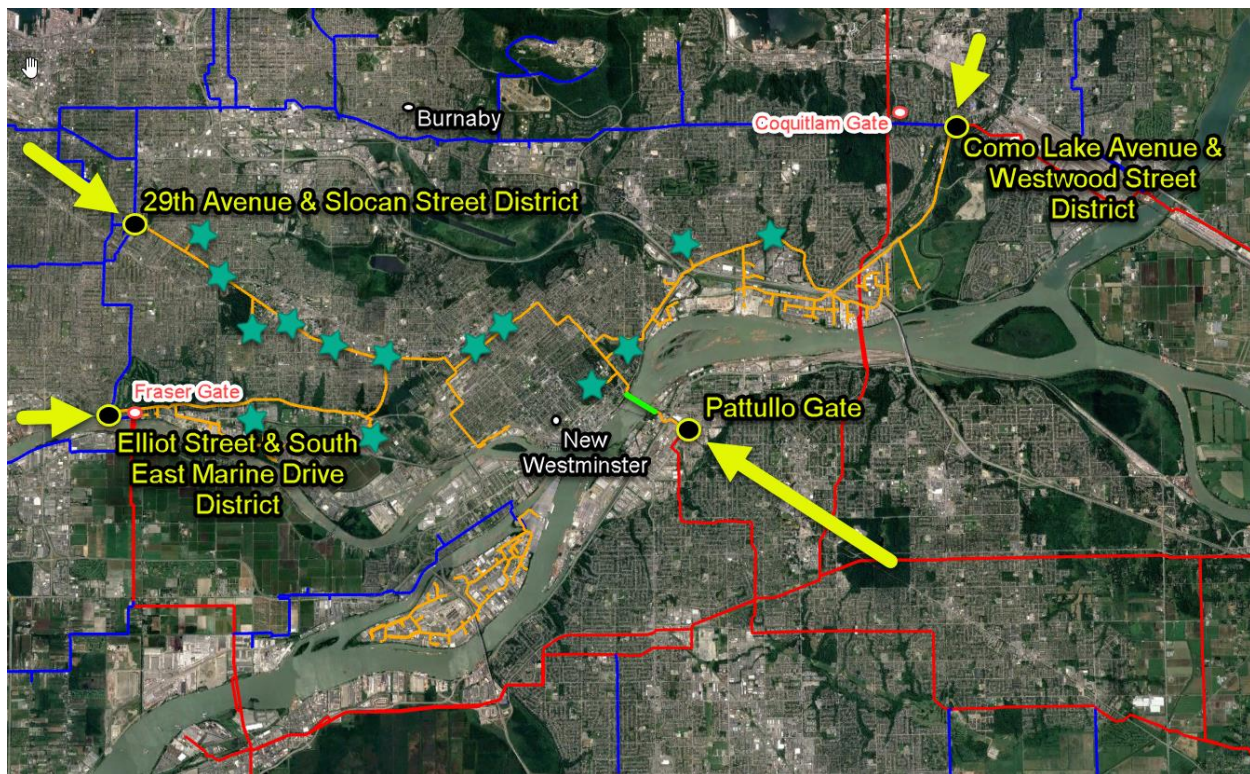 Burnaby
Coquitlam Gate
Como Lake Avenue &
Westwood Street
District
29th Avenue & Slocan Street District
Fraser Gate
Elliot Street & South
East Marine Drive
District
Pattullo Gate
New
Westminster